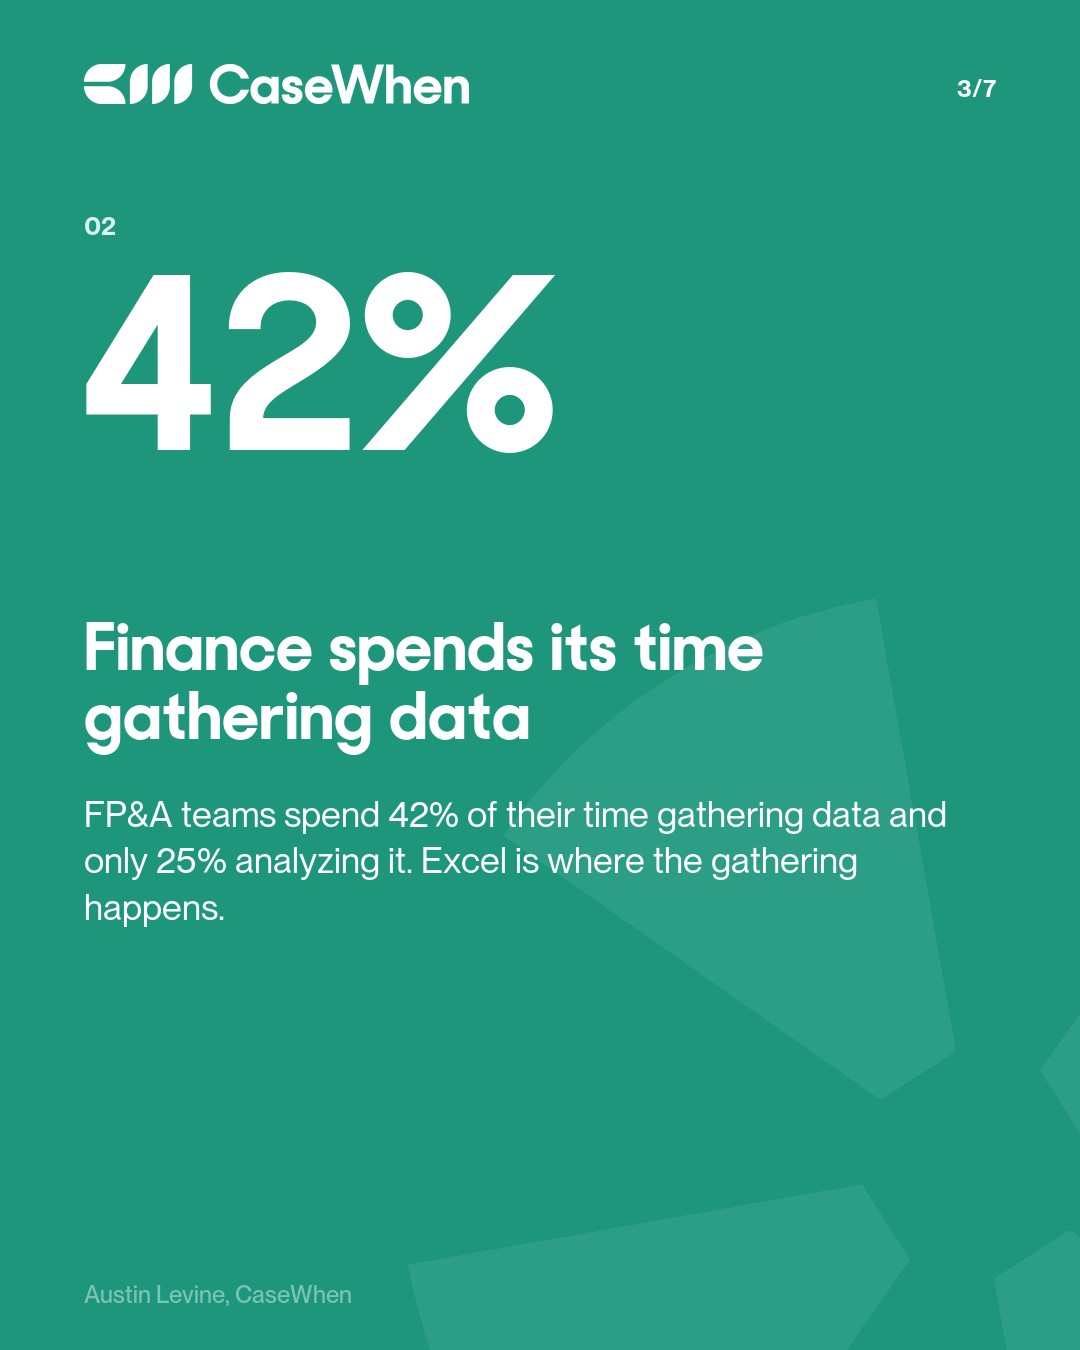 CaseWhen
3/7
02
42%
Finance spends its time
gathering data
FP&A teams spend 42% of their time gathering data and
only 25% analyzing it. Excel is where the gathering
happens.
Austin Levine, CaseWhen